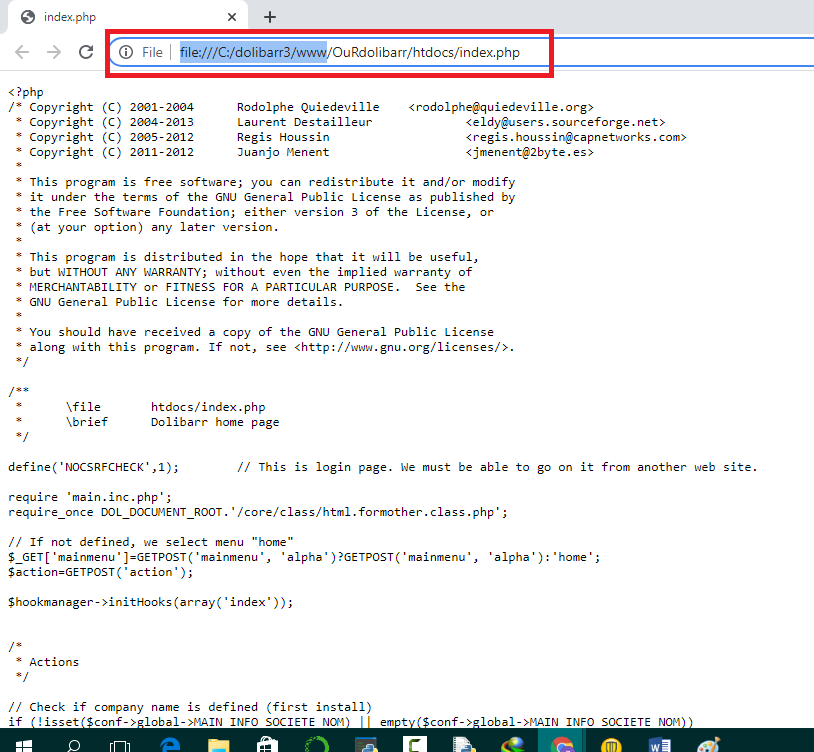 index.php
File file:///C:/dolibarr3/www/OuRdolibarr/htdocs/index.php
<?php
/* Copyright (C) 2001-2004      Rodolphe Quiedeville    <rodolphe@quiedeville.org>
 * Copyright (C) 2004-2013      Laurent Destailleur             <eldy@users.sourceforge.net>
 * Copyright (C) 2005-2012      Regis Houssin                   <regis.houssin@capnetworks.com>
 * Copyright (C) 2011-2012      Juanjo Menent                   <jmenent@2byte.es>
 *
 * This program is free software; you can redistribute it and/or modify
 * it under the terms of the GNU General Public License as published by
 * the Free Software Foundation; either version 3 of the License, or
 * (at your option) any later version.
 *
 * This program is distributed in the hope that it will be useful,
 * but WITHOUT ANY WARRANTY; without even the implied warranty of
 * MERCHANTABILITY or FITNESS FOR A PARTICULAR PURPOSE.  See the
 * GNU General Public License for more details.
 *
 * You should have received a copy of the GNU General Public License
 * along with this program. If not, see <http://www.gnu.org/licenses/>.
 */
/**
 *      \file       htdocs/index.php
 *      \brief      Dolibarr home page
 */
define('NOCSRFCHECK',1);        // This is login page. We must be able to go on it from another web site.
require 'main.inc.php';
require_once DOL_DOCUMENT_ROOT.'/core/class/html.formother.class.php';
// If not defined, we select menu "home"
$_GET['mainmenu']=GETPOST('mainmenu', 'alpha')?GETPOST('mainmenu', 'alpha'):'home';
$action=GETPOST('action');
$hookmanager->initHooks(array('index'));
/*
 * Actions
 */
// Check if company name is defined (first install)
if (!isset($conf->global->MAIN_INFO_SOCIETE_NOM) || empty($conf->global->MAIN_INFO_SOCIETE_NOM))